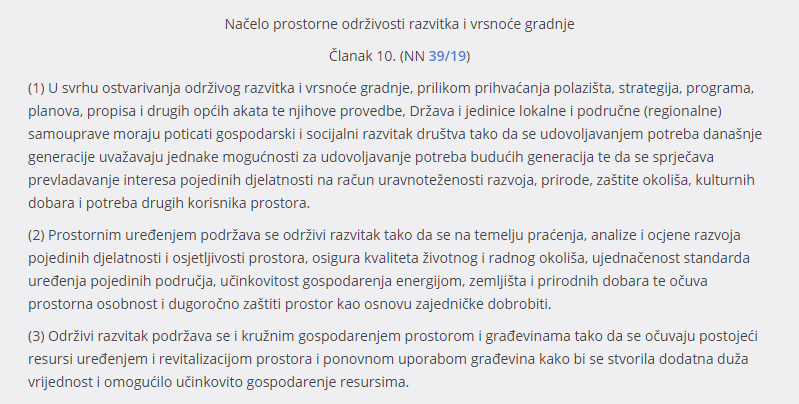 Načelo prostorne održivosti razvitka i vrsnoće gradnje
Članak 10. (NN 39/19)
(1) U svrhu ostvarivanja održivog razvitka i vrsnoće gradnje, prilikom prihvaćanja polazišta, strategija, programa,
planova, propisa i drugih općih akata te njihove provedbe, Država i jedinice lokalne i područne (regionalne)
samouprave moraju poticati gospodarski i socijalni razvitak društva tako da se udovoljavanjem potreba današnje
generacije uvažavaju jednake mogućnosti za udovoljavanje potreba budućih generacija te da se sprječava
prevladavanje interesa pojedinih djelatnosti na račun uravnoteženosti razvoja, prirode, zaštite okoliša, kulturnih
dobara i potreba drugih korisnika prostora.
(2) Prostornim uređenjem podržava se održivi razvitak tako da se na temelju praćenja, analize i ocjene razvoja
pojedinih djelatnosti i osjetljivosti prostora, osigura kvaliteta životnog i radnog okoliša, ujednačenost standarda
uređenja pojedinih područja, učinkovitost gospodarenja energijom, zemljišta i prirodnih dobara te očuva
prostorna osobnost i dugoročno zaštiti prostor kao osnovu zajedničke dobrobiti.
(3) Održivi razvitak podržava se i kružnim gospodarenjem prostorom i građevinama tako da se očuvaju postojeći
resursi uređenjem i revitalizacijom prostora i ponovnom uporabom građevina kako bi se stvorila dodatna duža
vrijednost i omogućilo učinkovito gospodarenje resursima.